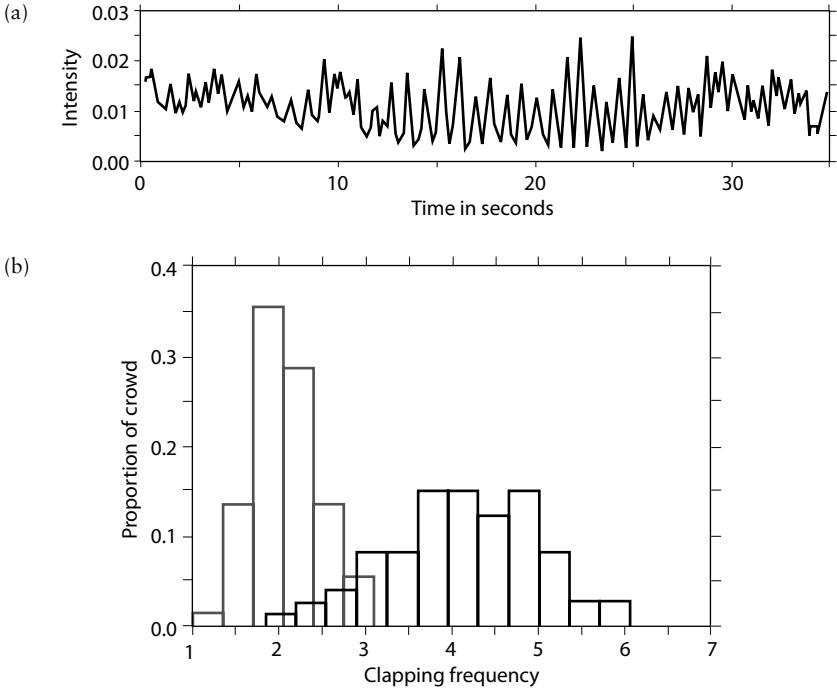 (a)
0.03
0.02
0.01
0.00
Intensity
0 10 20 30
Time in seconds
(b)
0.4
0.3
0.2
0.1
0.0
Proportion of crowd
1 2 3 4 5 6 7
Clapping frequency